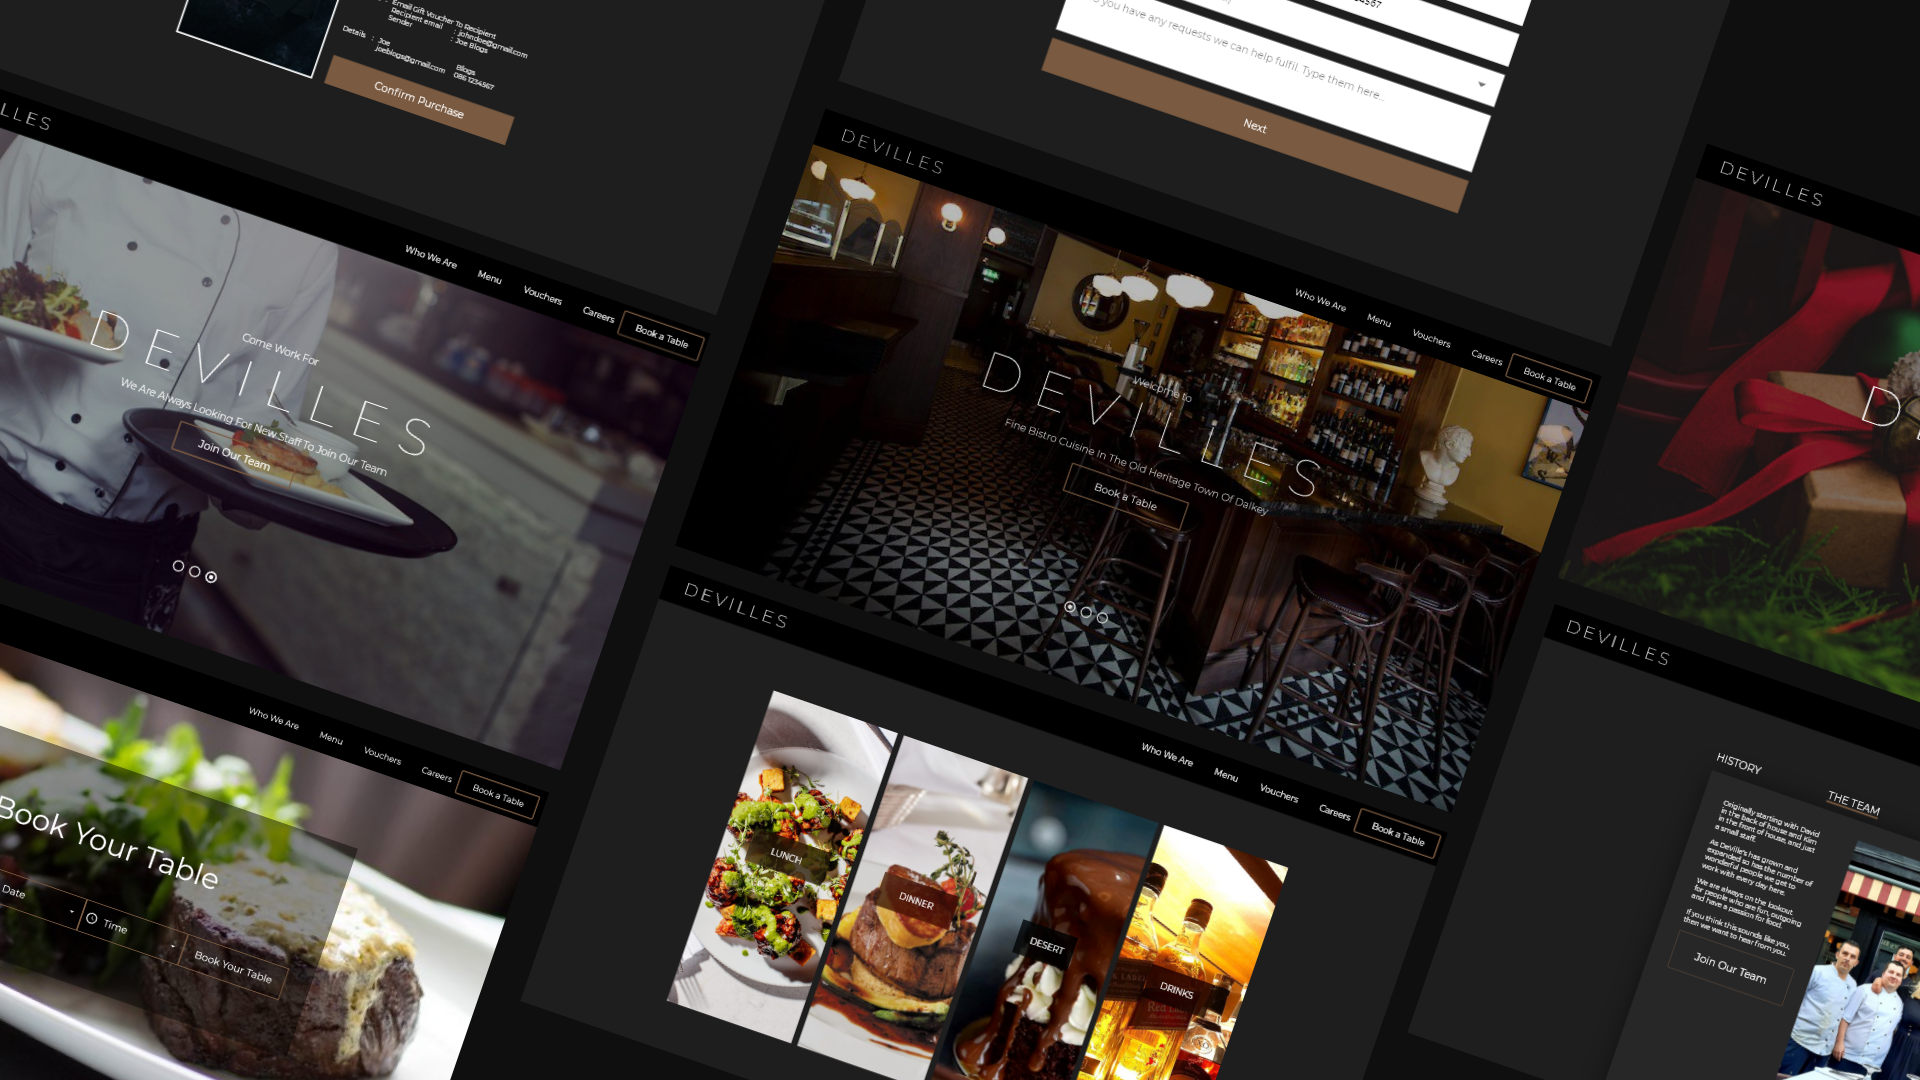 Email Gift Voucher To Recipient
Recipient email : johndoe@gmail.com
Sender : Joe Blogs
Details : Joe Blogs
joeblogs@gmail.com 086 1234567
Confirm Purchase
you have any requests we can help fulfil. Type them here...
Next
LLES
Who We Are
Menu
Vouchers
Careers
Book a Table
Come Work For
DEVILLES
We Are Always Looking For New Staff To Join Our Team
Join Our Team
DEVILLES
Who We Are
Menu
Vouchers
Careers
Book a Table
Welcome to
DEVILLES
Fine Bistro Cuisine In The Old Heritage Town Of Dalkey
Book a Table
DEVILLES
D
Who We Are
Menu
Vouchers
Careers
Book a Table
Book Your Table
Date
Time
Book Your Table
DEVILLES
Who We Are
Menu
Vouchers
Careers
Book a Table
LUNCH
DINNER
DESERT
DRINKS
DEVILLES
HISTORY
THE TEAM
Originally starting with David
in the back of house and Kim
in the front of house, and just
a small staff.
As DeVille's has grown and
expanded so has the number of
wonderful people we get to
work with every day here.
We are always on the lookout
for people who are fun, outgoing
and have a passion for food.
If you think this sounds like you,
then we want to hear from you.
Join Our Team